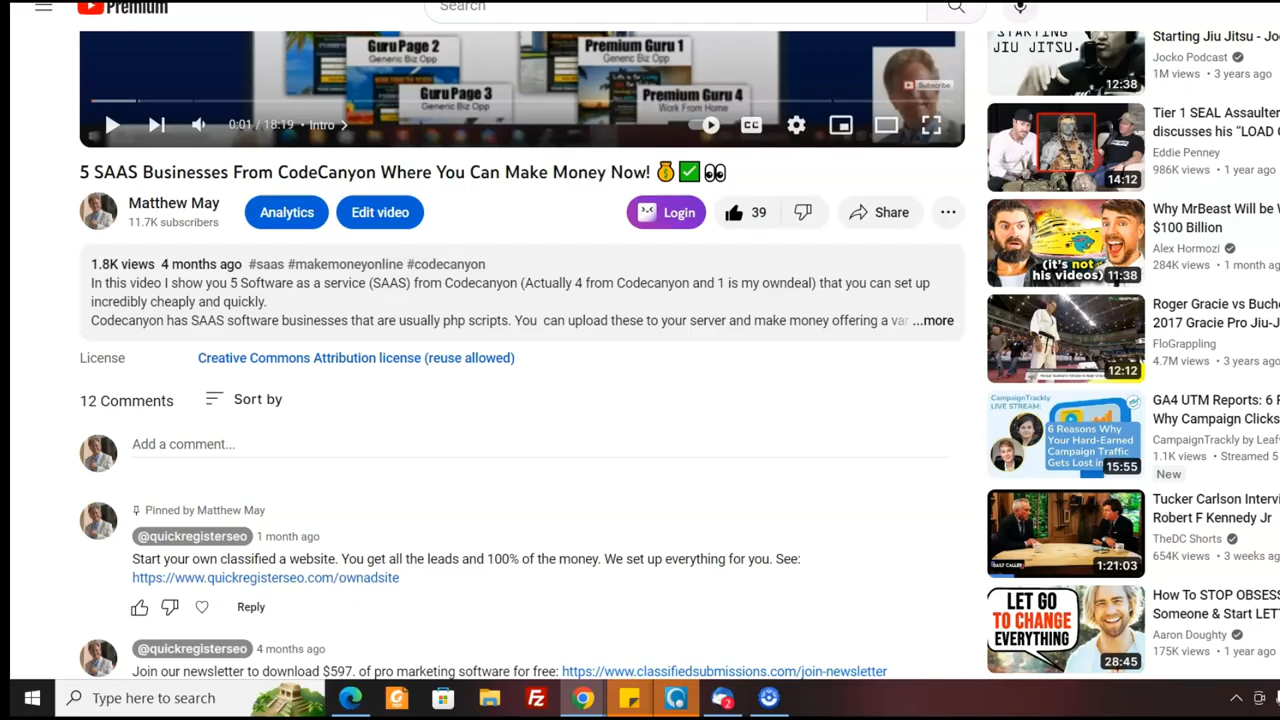 Premium
Search
Guru Page 2
Generic Biz Opp
Premium Guru 1
Generic Biz Opp
Guru Page 3
Generic Biz Opp
Premium Guru 4
Work From Home
Subscribe
0:01 / 18:19 • Intro
CC
5 SAAS Businesses From CodeCanyon Where You Can Make Money Now! 💰✅👀
Matthew May
11.7K subscribers
Analytics
Edit video
Login
39
Share
1.8K views 4 months ago #saas #makemoneyonline #codecanyon
In this video I show you 5 Software as a service (SAAS) from Codecanyon (Actually 4 from Codecanyon and 1 is my owndeal) that you can set up
incredibly cheaply and quickly.
Codecanyon has SAAS software businesses that are usually php scripts. You can upload these to your server and make money offering a var ...more
License
Creative Commons Attribution license (reuse allowed)
12 Comments
Sort by
Add a comment...
Pinned by Matthew May
@quickregisterseo 1 month ago
Start your own classified a website. You get all the leads and 100% of the money. We set up everything for you. See:
https://www.quickregisterseo.com/ownadsite
Reply
@quickregisterseo 4 months ago
Join our newsletter to download $597. of pro marketing software for free: https://www.classifiedsubmissions.com/join-newsletter
STARTING
JIU JITSU.
12:38
Starting Jiu Jitsu - Jo
Jocko Podcast
1M views • 3 years ago
14:12
Tier 1 SEAL Assaulte
discusses his "LOAD
Eddie Penney
986K views • 1 year ago
(it's not
his videos)
11:38
Why MrBeast Will be
$100 Billion
Alex Hormozi
284K views • 1 month ago
12:12
Roger Gracie vs Buch
2017 Gracie Pro Jiu-J
FloGrappling
4.7M views • 3 years ago
CampaignTrackly
LIVE STREAM:
6 Reasons Why
Your Hard-Earned
Campaign Traffic
Gets Lost in
15:55
GA4 UTM Reports: 6 F
Why Campaign Clicks
CampaignTrackly by Leaf
1.1K views • Streamed 5
New
DAILY CALLER
1:21:03
Tucker Carlson Intervi
Robert F Kennedy Jr
TheDC Shorts
654K views • 3 weeks ago
LET GO
TO CHANGE
EVERYTHING
28:45
How To STOP OBSESS
Someone & Start LET
Aaron Doughty
175K views • 1 year ago
Type here to search
2